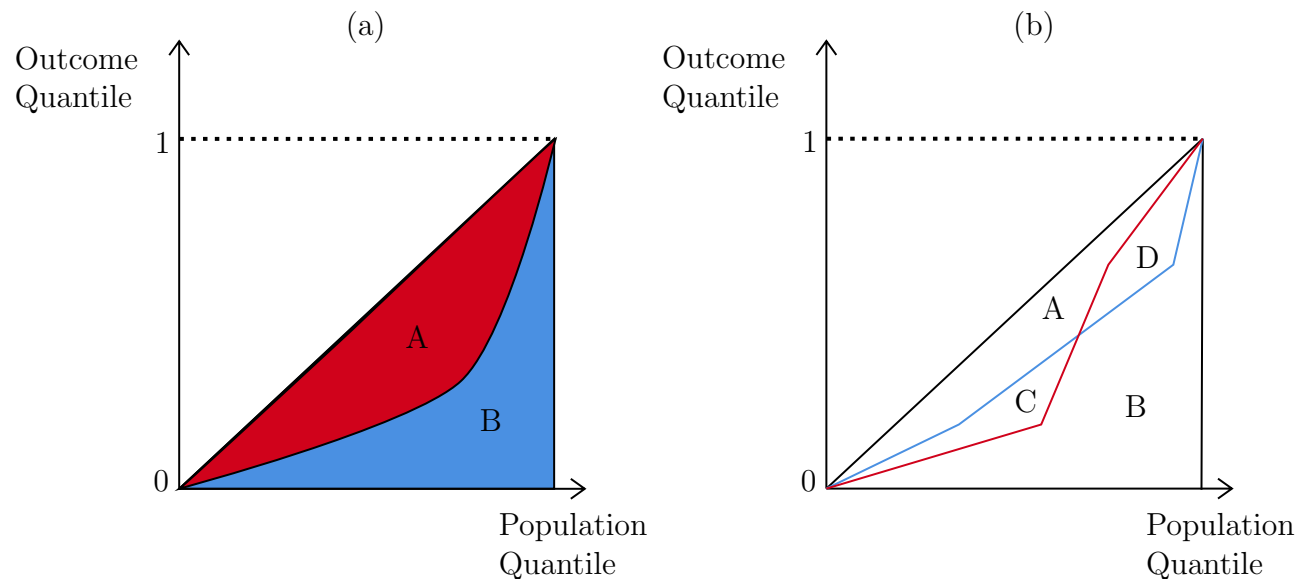 (a)
Outcome
Quantile
1
A
B
0
Population
Quantile
(b)
Outcome
Quantile
1
D
A
C
B
0
Population
Quantile